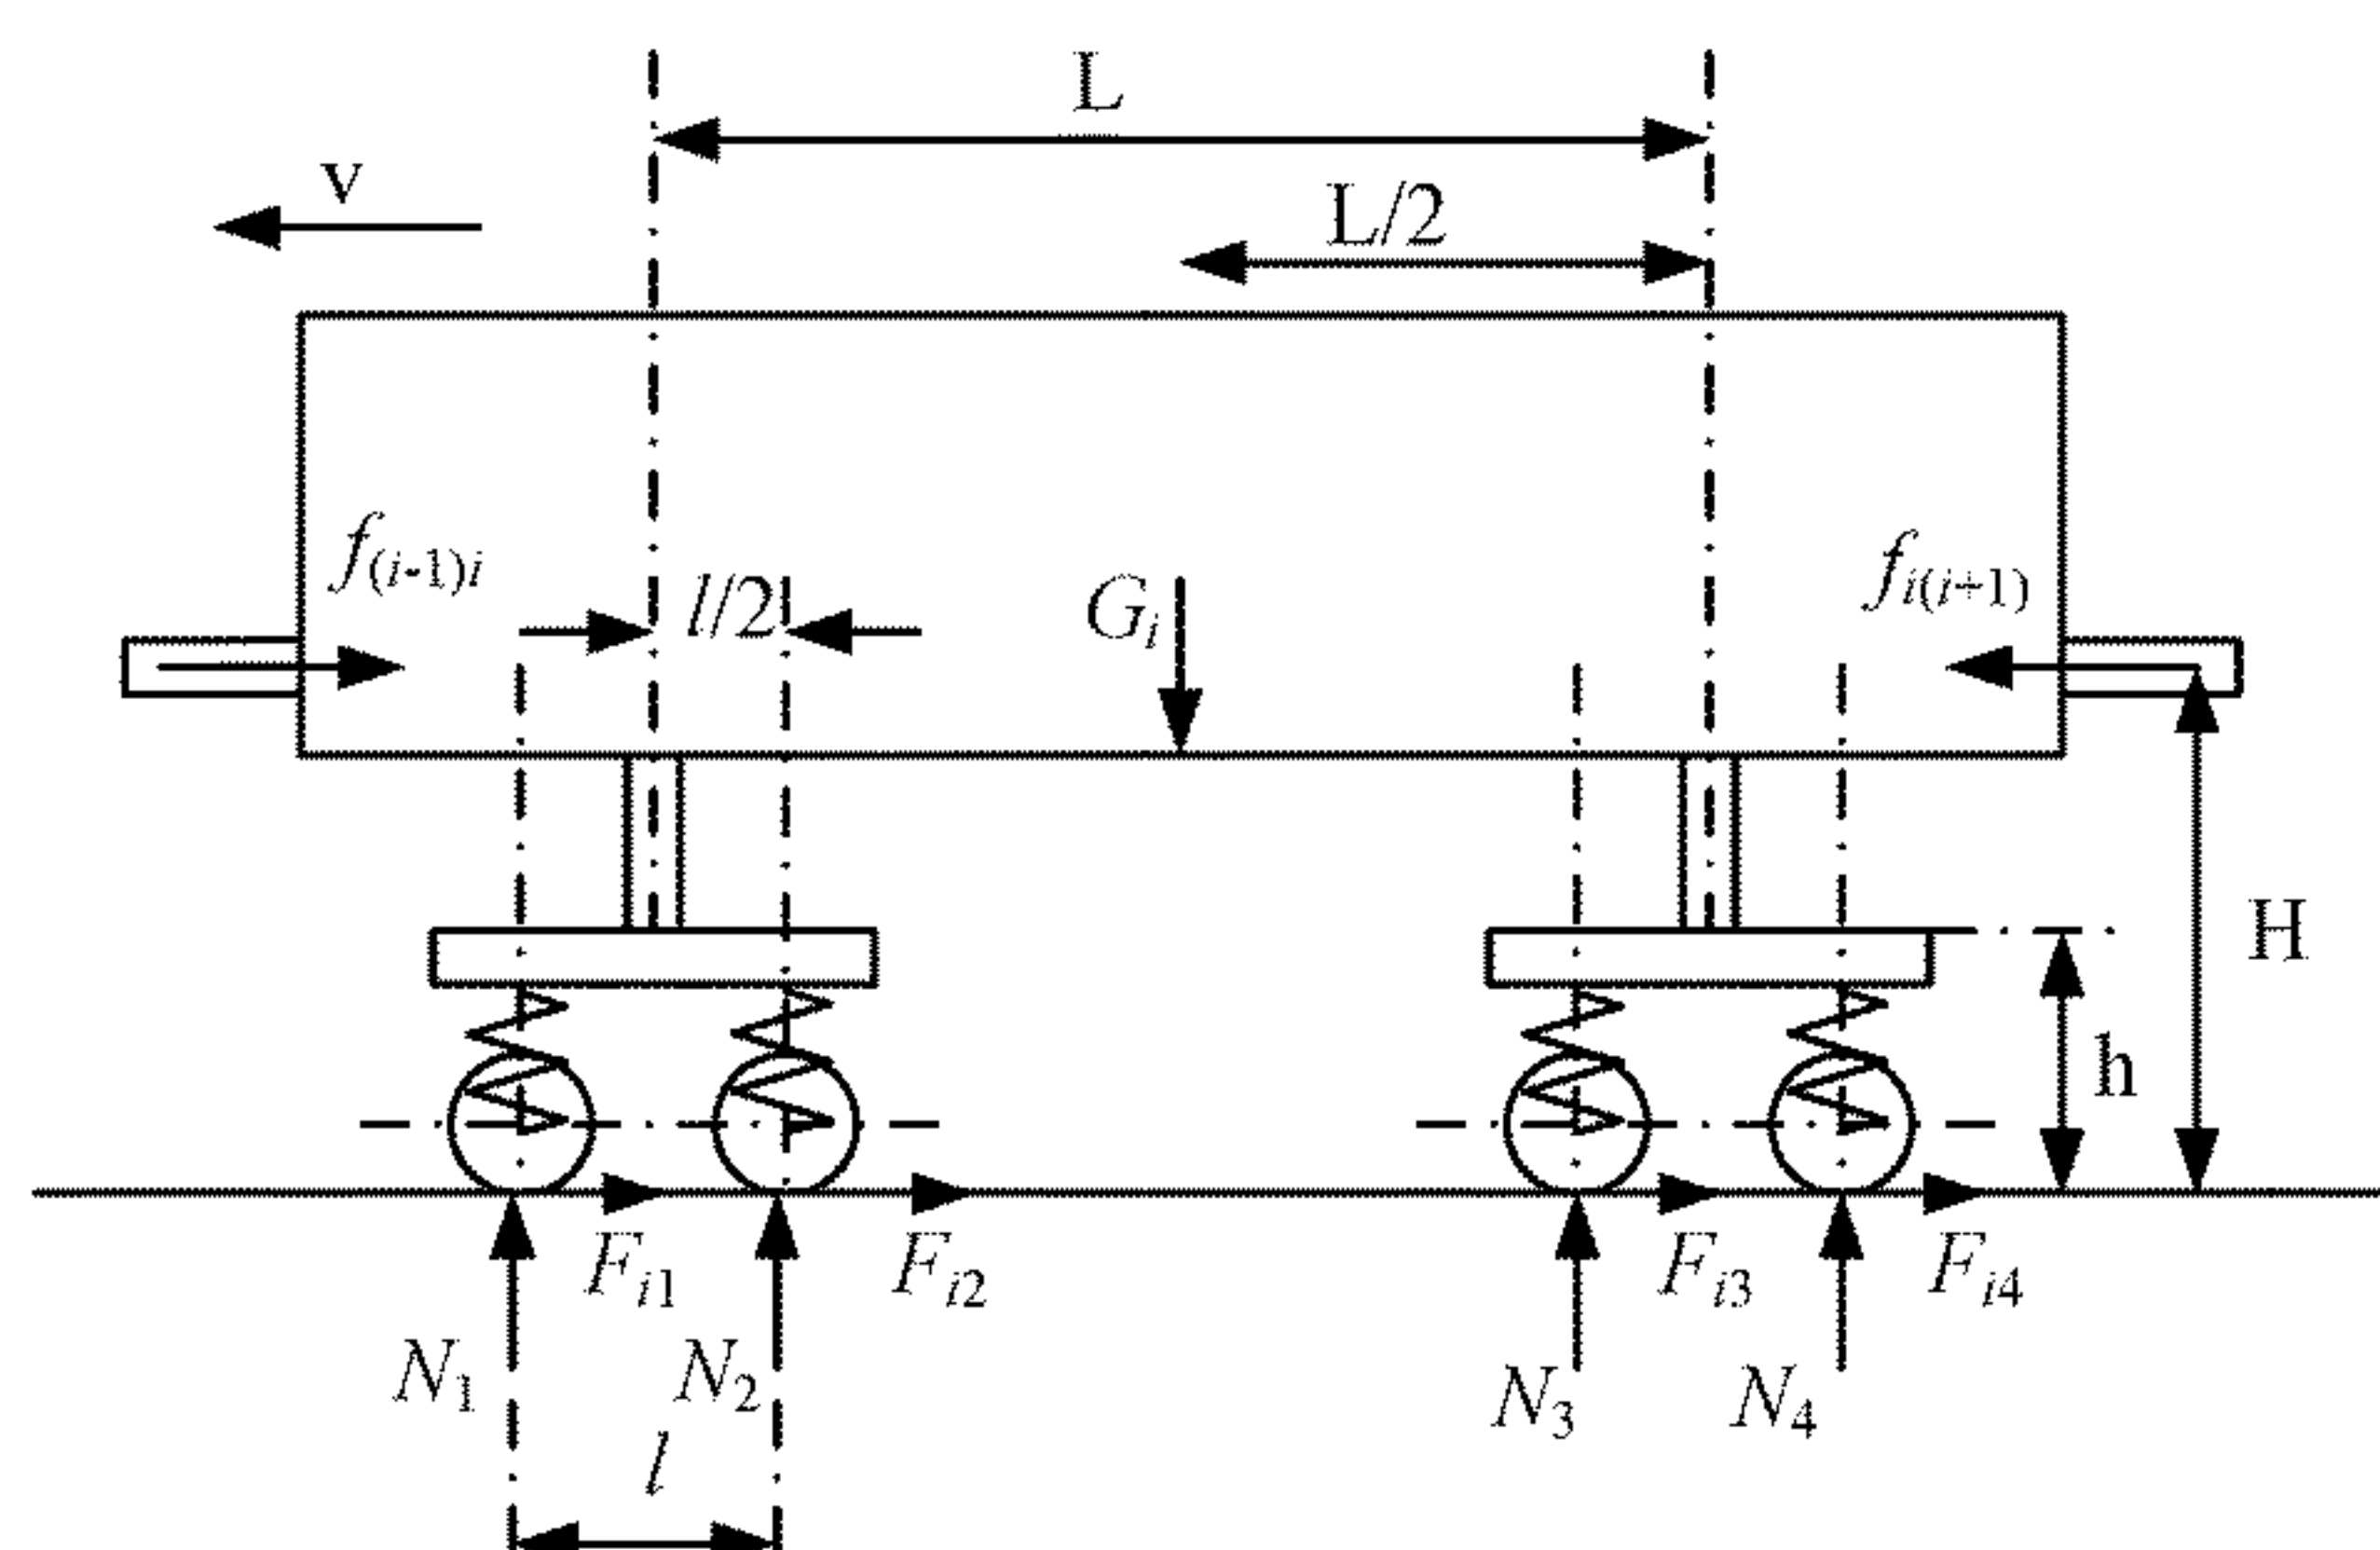 L
v
L/2
f(i-1)i
l/2
Gi
fi(i+1)
H
h
Fi1
Fi2
Fi3
Fi4
N1
N2
N3
N4
l